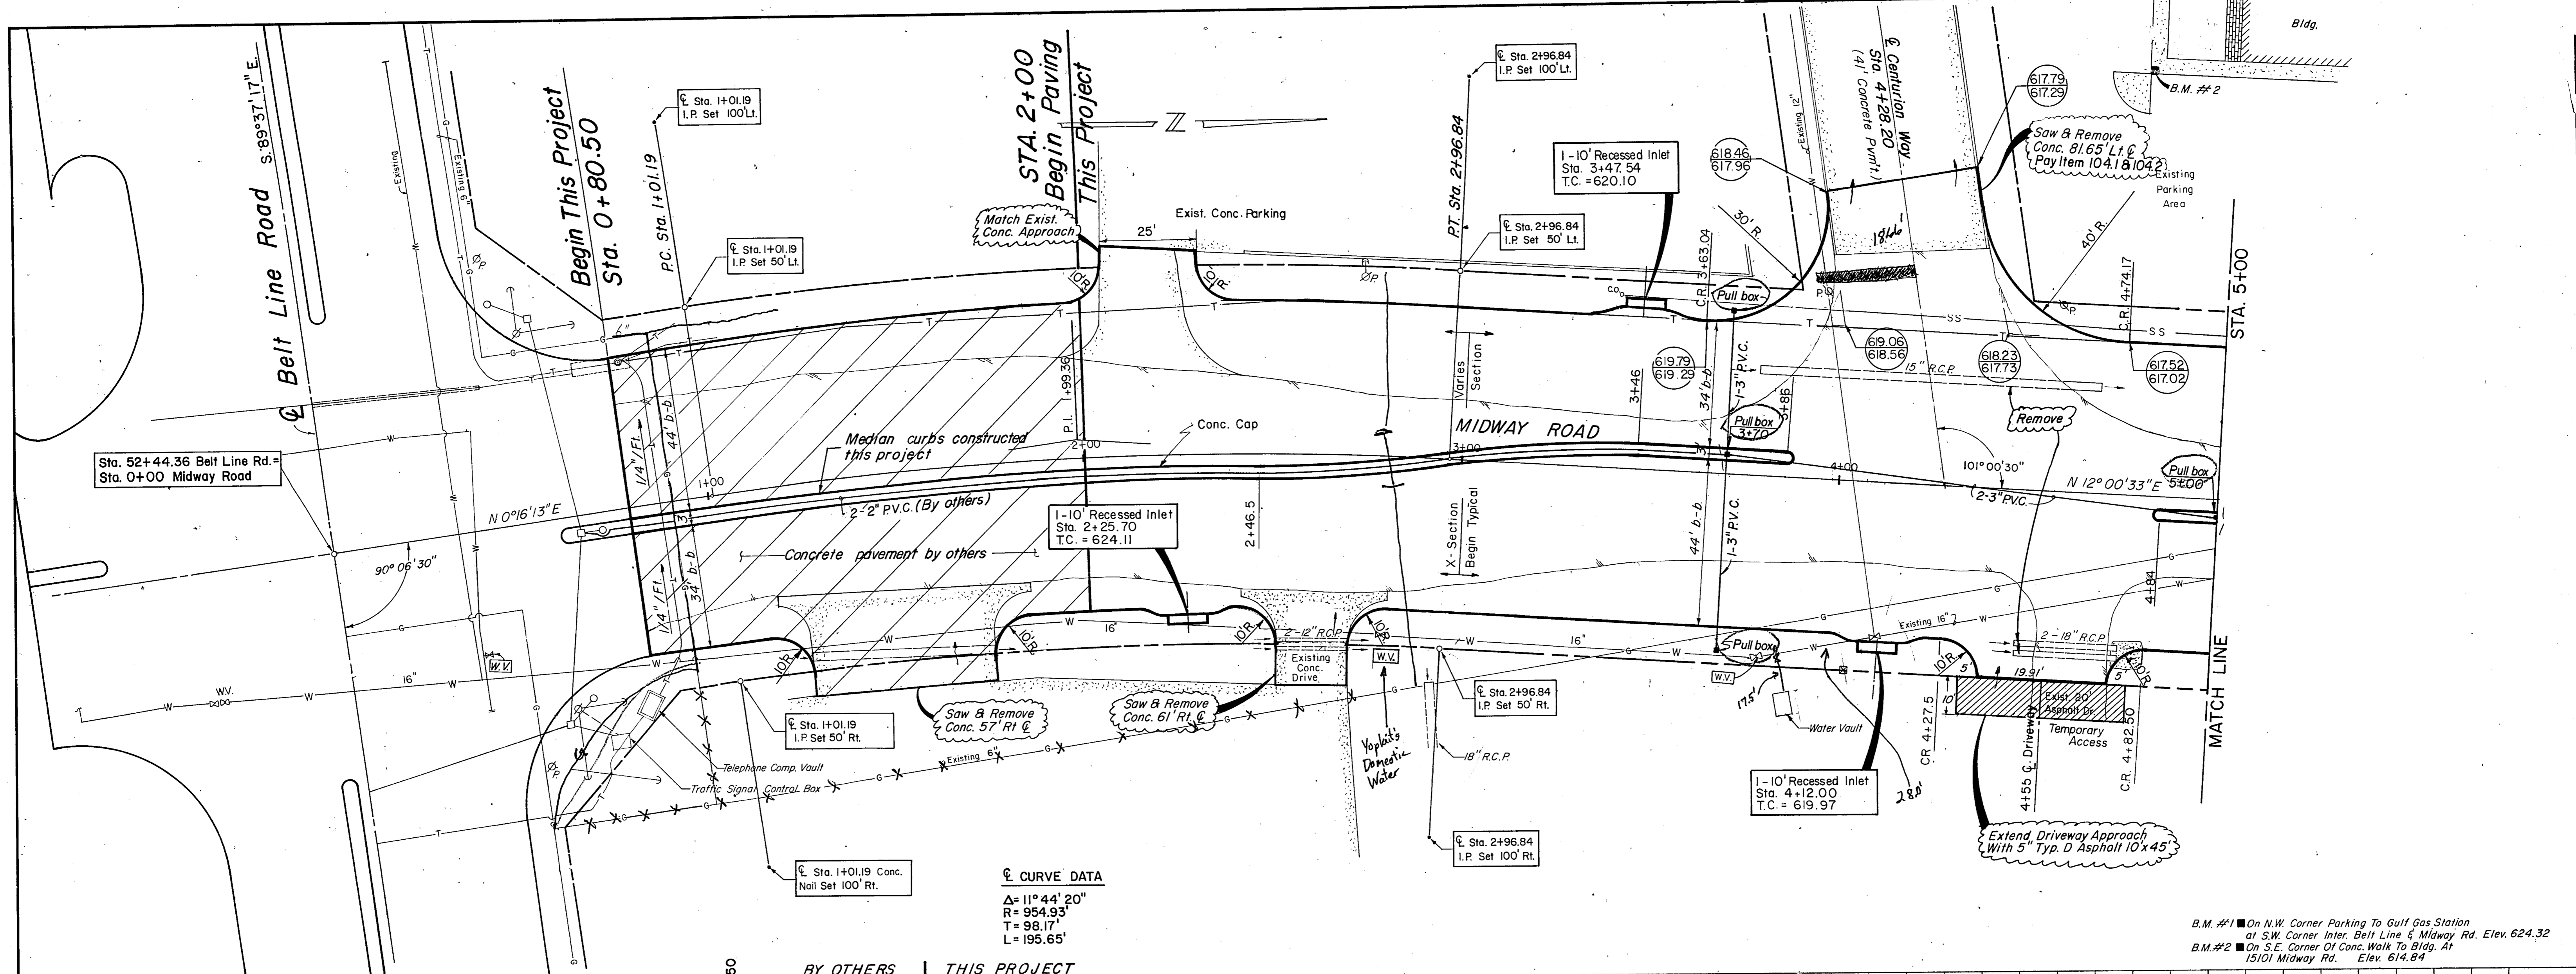 Bldg.
B.M. #2
℄ Belt Line Road S.89°37'17" E.
Existing
Existing 6"
Begin This Project
Sta. 0+80.50
P.C. Sta. 1+01.19
℄ Sta. 1+01.19
I.P. Set 100' Lt.
℄ Sta. 1+01.19
I.P. Set 50' Lt.
STA. 2+00
Begin Paving
This Project
Match Exist.
Conc. Approach
Exist. Conc. Parking
25'
10'R.
10'R.
Z
℄ Sta. 2+96.84
I.P. Set 100' Lt.
P.T. Sta. 2+96.84
℄ Sta. 2+96.84
I.P. Set 50' Lt.
1-10' Recessed Inlet
Sta. 3+47.54
T.C. = 620.10
618.46
617.96
Existing 12"
℄ Centurion Way
Sta. 4+28.20
(41' Concrete Pvm't.)
617.79
617.29
Saw & Remove
Conc. 81.65' Lt. ℄
Pay Item 104.1 & 104.2
Existing
Parking
Area
30' R.
40' R.
C.R. 3+63.04
Pull box
C.O.
C.R. 4+74.17
STA. 5+00
619.79
619.29
619.06
618.56
618.23
617.73
617.52
617.02
15" R.C.P.
Remove
34' b-b
1-3" P.V.C.
3+46
3+86
Pull box
3+70
Varies
Section
P.I. 1+99.36
MIDWAY ROAD
Conc. Cap
Median curbs constructed
this project
Sta. 52+44.36 Belt Line Rd.=
Sta. 0+00 Midway Road
N 0°16'13" E
90° 06'30"
1/4"/Ft.
44' b-b
1+00
2+00
3+00
4+00
101°00'30"
N 12°00'33" E
Pull box
5+00
2-3" P.V.C.
2-2" P.V.C. (By others)
3'
1/4"/Ft.
34' b-b
Concrete pavement by others
1-10' Recessed Inlet
Sta. 2+25.70
T.C. = 624.11
2+46.5
X-Section
Begin Typical
44' b-b
1-3" P.V.C.
4+84
MATCH LINE
W.V.
W.V.
16"
16"
10'R.
10'R.
10'R.
10'R.
2-12" R.C.P.
Existing
Conc.
Drive
W.V.
16"
Pull box
W.V.
17.5'
Water Vault
Existing 16"
2-18" R.C.P.
10'R.
10'R.
5'
19.91'
5'
10'
Exist. 20'
Asphalt Dr.
Temporary
Access
C.R. 4+27.5
4+55 ℄ Driveway
C.R. 4+82.50
℄ Sta. 1+01.19
I.P. Set 50' Rt.
Saw & Remove
Conc. 57' Rt ℄
Saw & Remove
Conc. 61' Rt. ℄
Existing 6"
Telephone Comp. Vault
Traffic Signal Control Box
Yoplait's
Domestic
Water
18" R.C.P.
℄ Sta. 2+96.84
I.P. Set 50' Rt.
℄ Sta. 2+96.84
I.P. Set 100' Rt.
1-10' Recessed Inlet
Sta. 4+12.00
T.C. = 619.97
28.0'
Extend Driveway Approach
With 5" Typ. D Asphalt 10'x45'
℄ Sta. 1+01.19 Conc.
Nail Set 100' Rt.
℄ CURVE DATA
Δ= 11° 44' 20"
R= 954.93'
T= 98.17'
L= 195.65'
B.M. #1 ■ On N.W. Corner Parking To Gulf Gas Station
at S.W. Corner Inter. Belt Line & Midway Rd. Elev. 624.32
B.M. #2 ■ On S.E. Corner Of Conc. Walk To Bldg. At
15101 Midway Rd. Elev. 614.84
BY OTHERS
THIS PROJECT